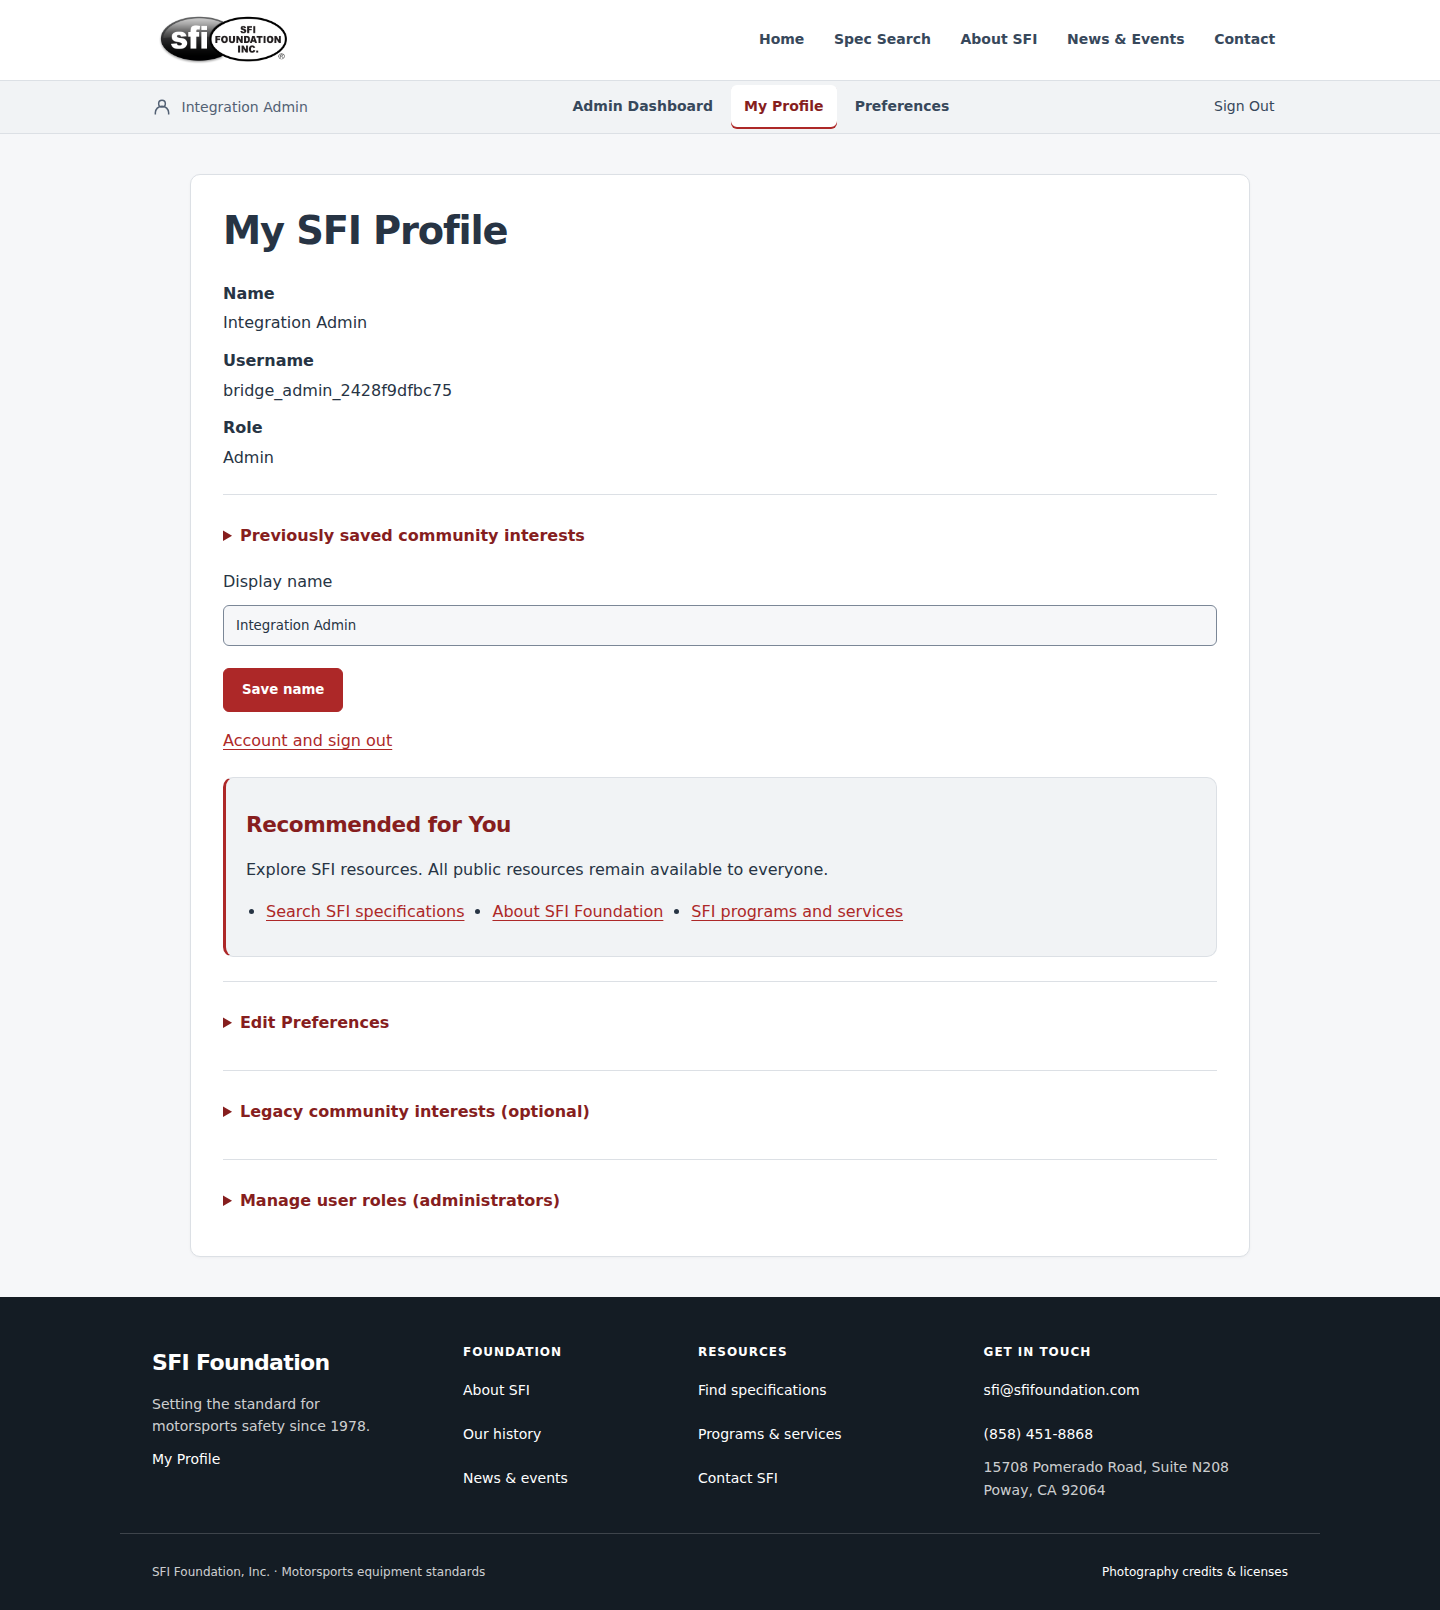 sfi SFI
FOUNDATION
INC.
®
Home Spec Search About SFI News & Events Contact
Integration Admin Admin Dashboard My Profile Preferences Sign Out
My SFI Profile
Name
Integration Admin
Username
bridge_admin_2428f9dfbc75
Role
Admin
Previously saved community interests
Display name
Integration Admin
Save name
Account and sign out
Recommended for You
Explore SFI resources. All public resources remain available to everyone.
• Search SFI specifications • About SFI Foundation • SFI programs and services
Edit Preferences
Legacy community interests (optional)
Manage user roles (administrators)
SFI Foundation
Setting the standard for
motorsports safety since 1978.
My Profile
FOUNDATION
About SFI
Our history
News & events
RESOURCES
Find specifications
Programs & services
Contact SFI
GET IN TOUCH
sfi@sfifoundation.com
(858) 451-8868
15708 Pomerado Road, Suite N208
Poway, CA 92064
SFI Foundation, Inc. · Motorsports equipment standards
Photography credits & licenses